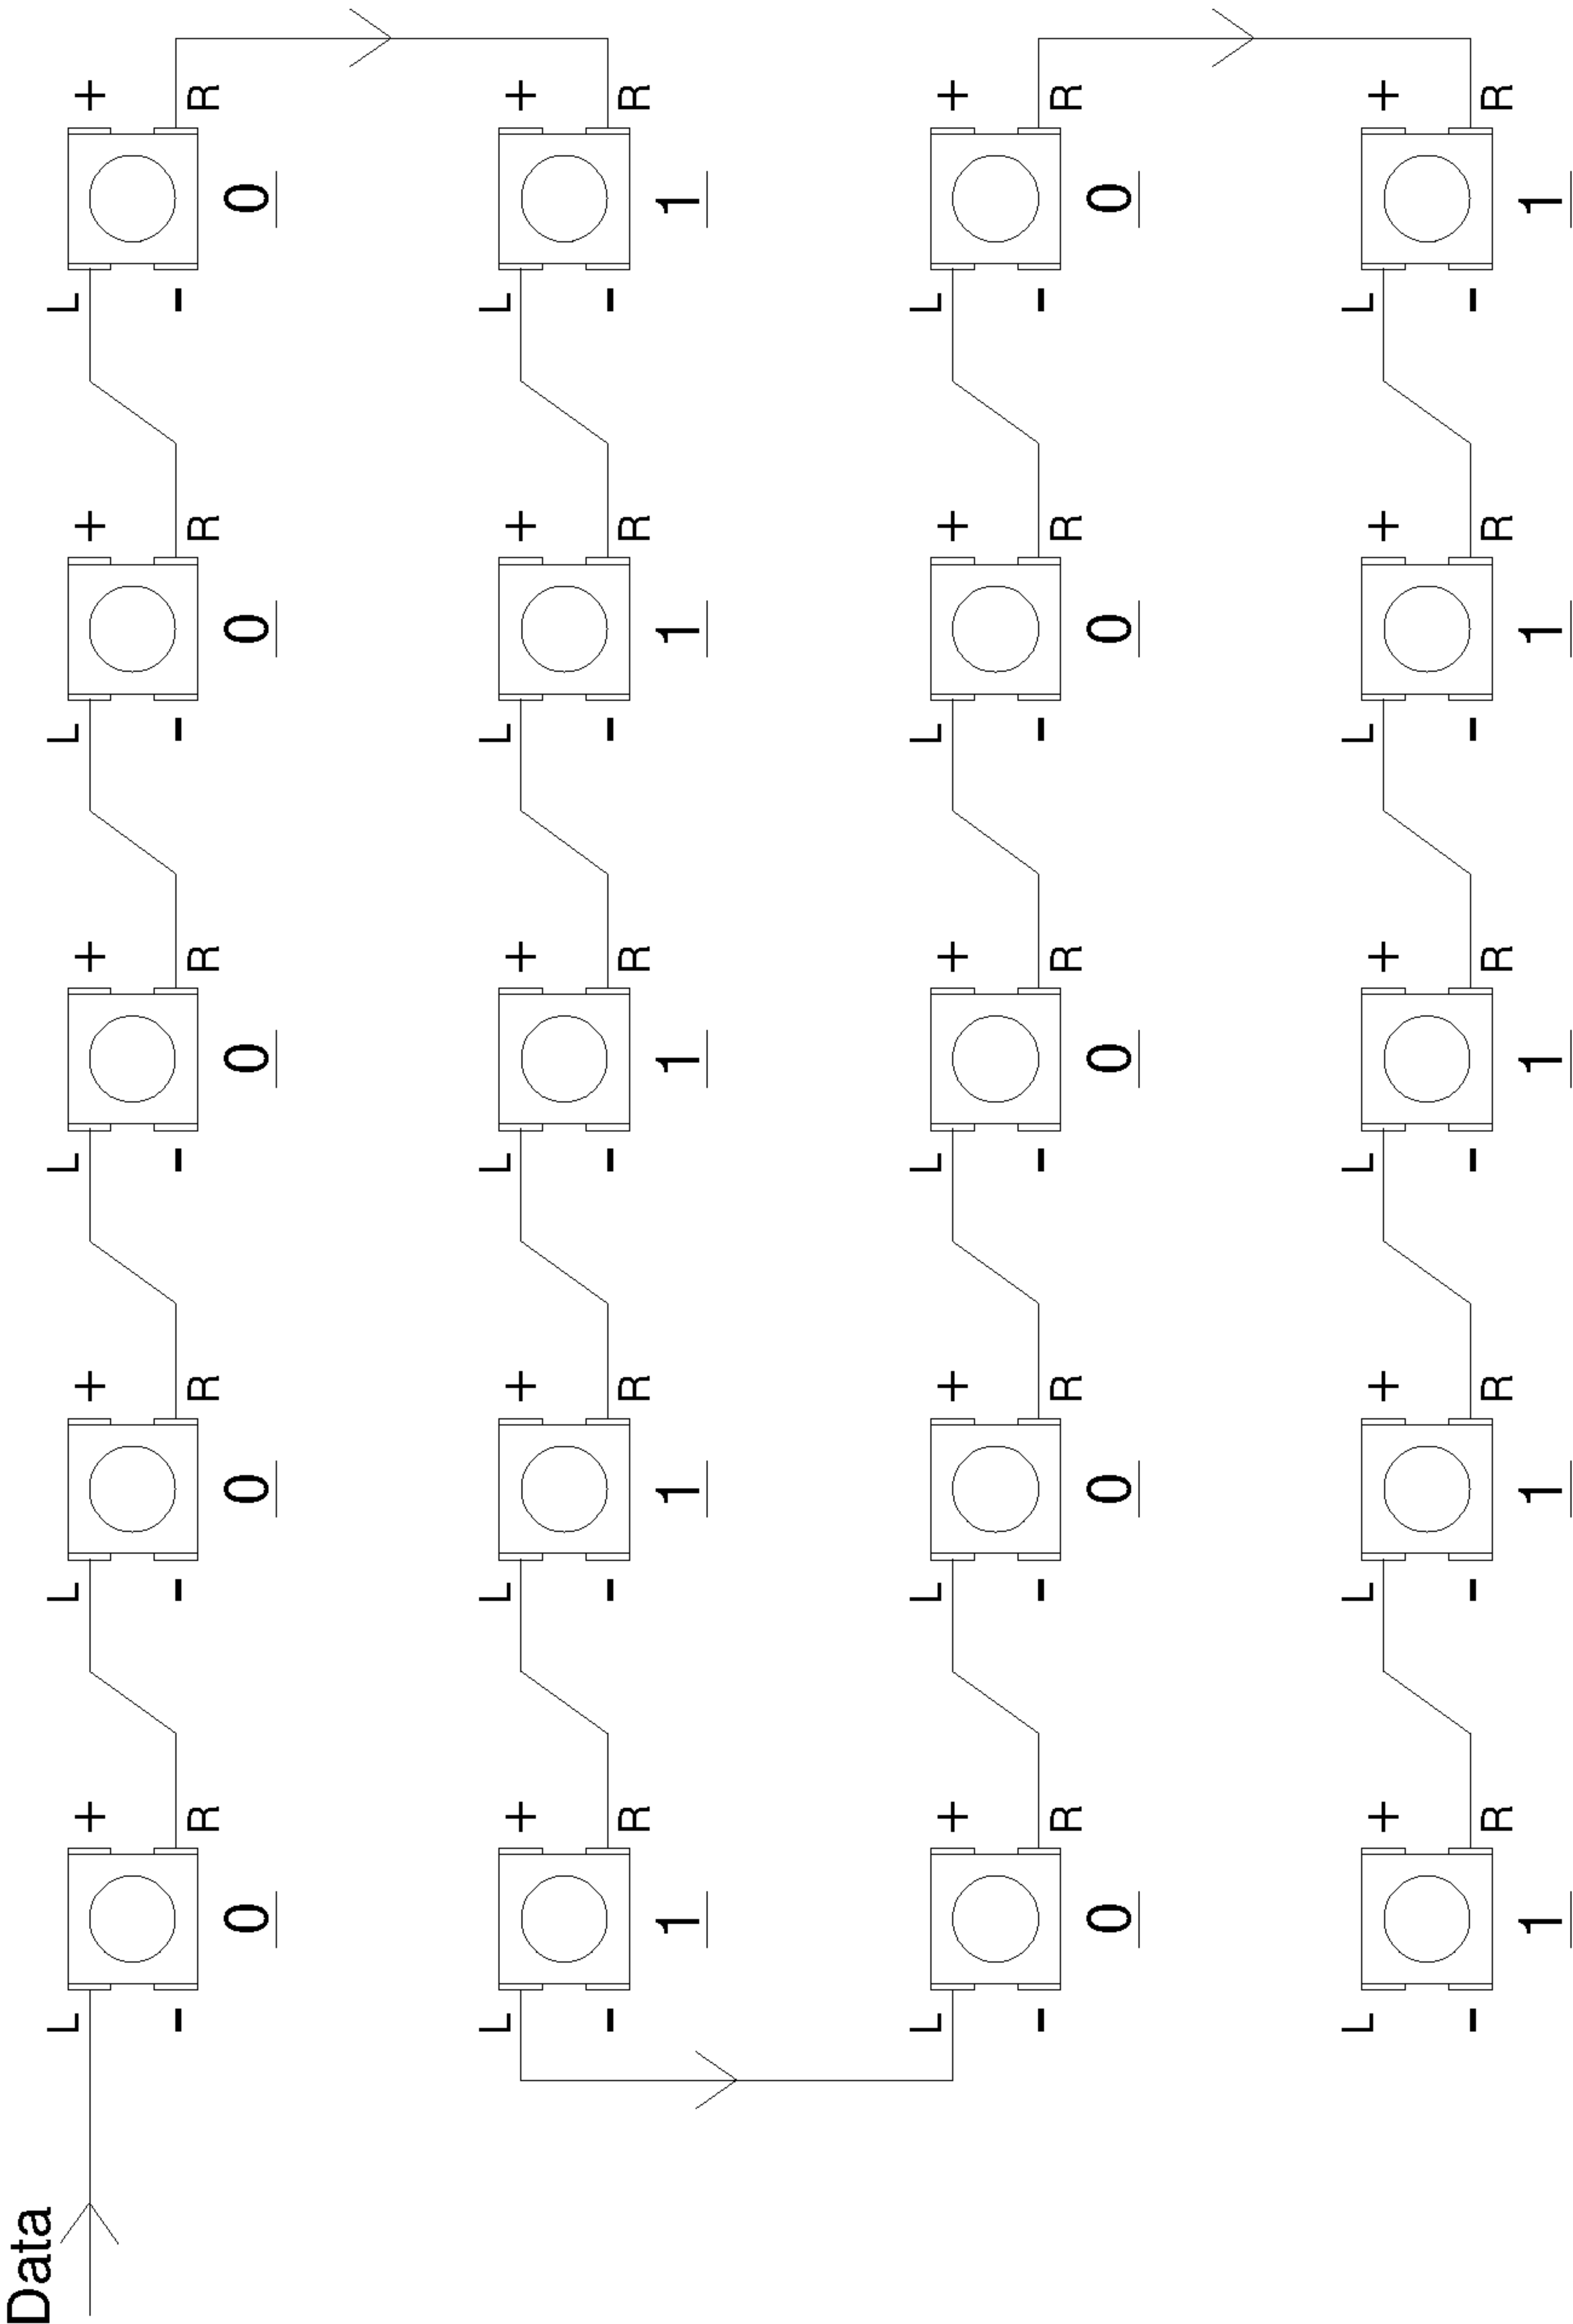 Data
L + L + L + L + L +
- R - R - R - R - R
0 0 0 0 0
L + L + L + L + L +
- R - R - R - R - R
1 1 1 1 1
L + L + L + L + L +
- R - R - R - R - R
0 0 0 0 0
L + L + L + L + L +
- R - R - R - R - R
1 1 1 1 1